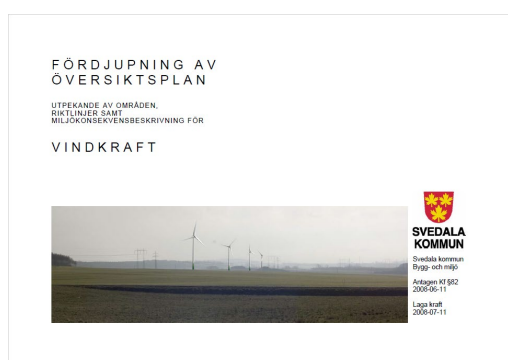 FÖRDJUPNING AV
ÖVERSIKTSPLAN
UTPEKANDE AV OMRÅDEN,
RIKTLINJER SAMT
MILJÖKONSEKVENSBESKRIVNING FÖR
VINDKRAFT
SVEDALA
KOMMUN
Svedala kommun
Bygg- och miljö
Antagen Kf §82
2008-06-11
Laga kraft
2008-07-11